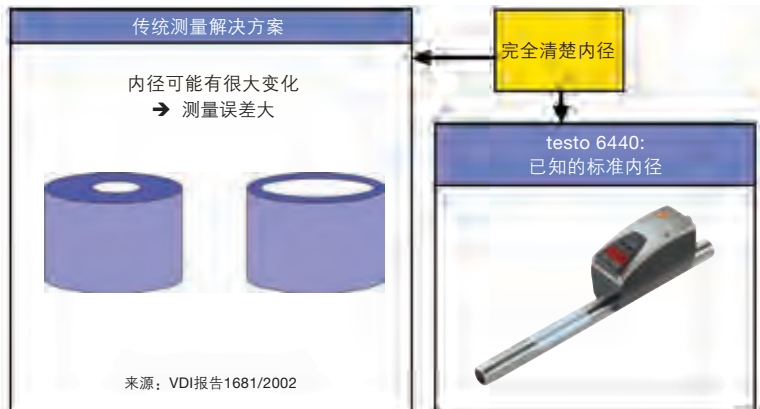 传统测量解决方案
内径可能有很大变化
➔ 测量误差大
来源：VDI报告1681/2002
完全清楚内径
testo 6440:
已知的标准内径